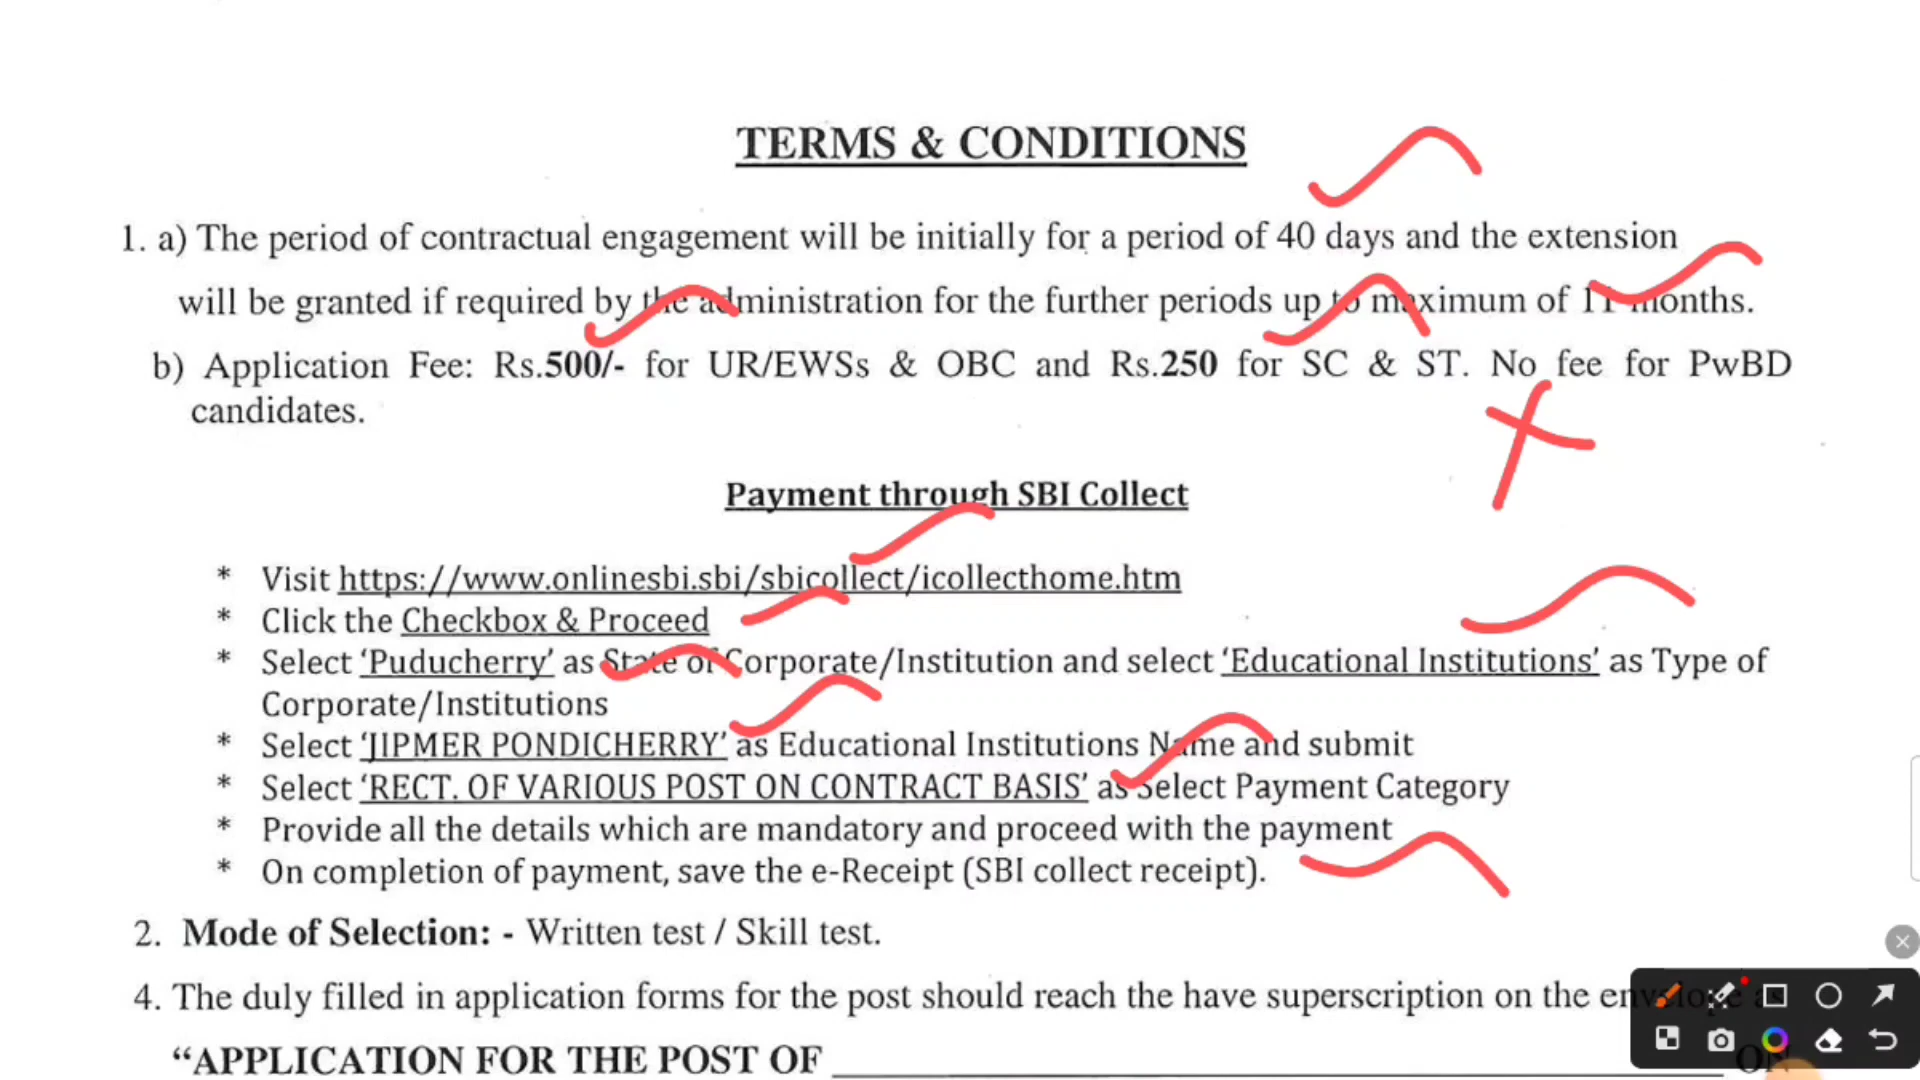 TERMS & CONDITIONS
1. a) The period of contractual engagement will be initially for a period of 40 days and the extension
will be granted if required by the administration for the further periods up to maximum of 11 months.
b) Application Fee: Rs.500/- for UR/EWSs & OBC and Rs.250 for SC & ST. No fee for PwBD
candidates.
Payment through SBI Collect
* Visit https://www.onlinesbi.sbi/sbicollect/icollecthome.htm
* Click the Checkbox & Proceed
* Select ‘Puducherry’ as State of Corporate/Institution and select ‘Educational Institutions’ as Type of
Corporate/Institutions
* Select ‘JIPMER PONDICHERRY’ as Educational Institutions Name and submit
* Select ‘RECT. OF VARIOUS POST ON CONTRACT BASIS’ as Select Payment Category
* Provide all the details which are mandatory and proceed with the payment
* On completion of payment, save the e-Receipt (SBI collect receipt).
2. Mode of Selection: - Written test / Skill test.
4. The duly filled in application forms for the post should reach the have superscription on the envelope as
“APPLICATION FOR THE POST OF ON